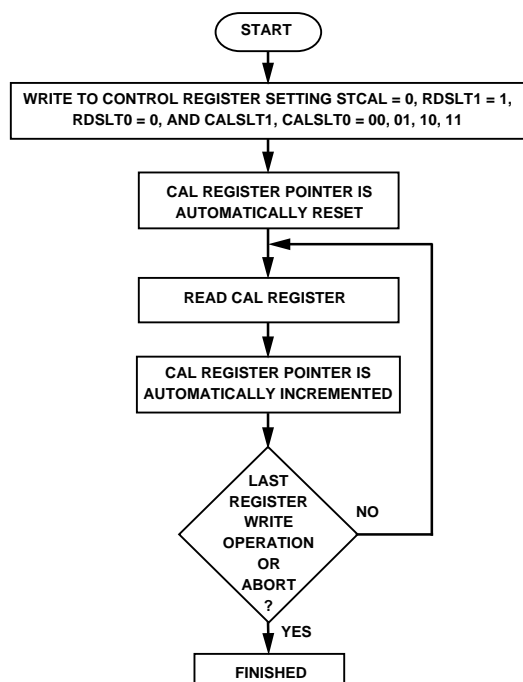 START
WRITE TO CONTROL REGISTER SETTING STCAL = 0, RDSLT1 = 1,
RDSLT0 = 0, AND CALSLT1, CALSLT0 = 00, 01, 10, 11
CAL REGISTER POINTER IS
AUTOMATICALLY RESET
READ CAL REGISTER
CAL REGISTER POINTER IS
AUTOMATICALLY INCREMENTED
LAST
REGISTER
WRITE
OPERATION
OR
ABORT
?
NO
YES
FINISHED